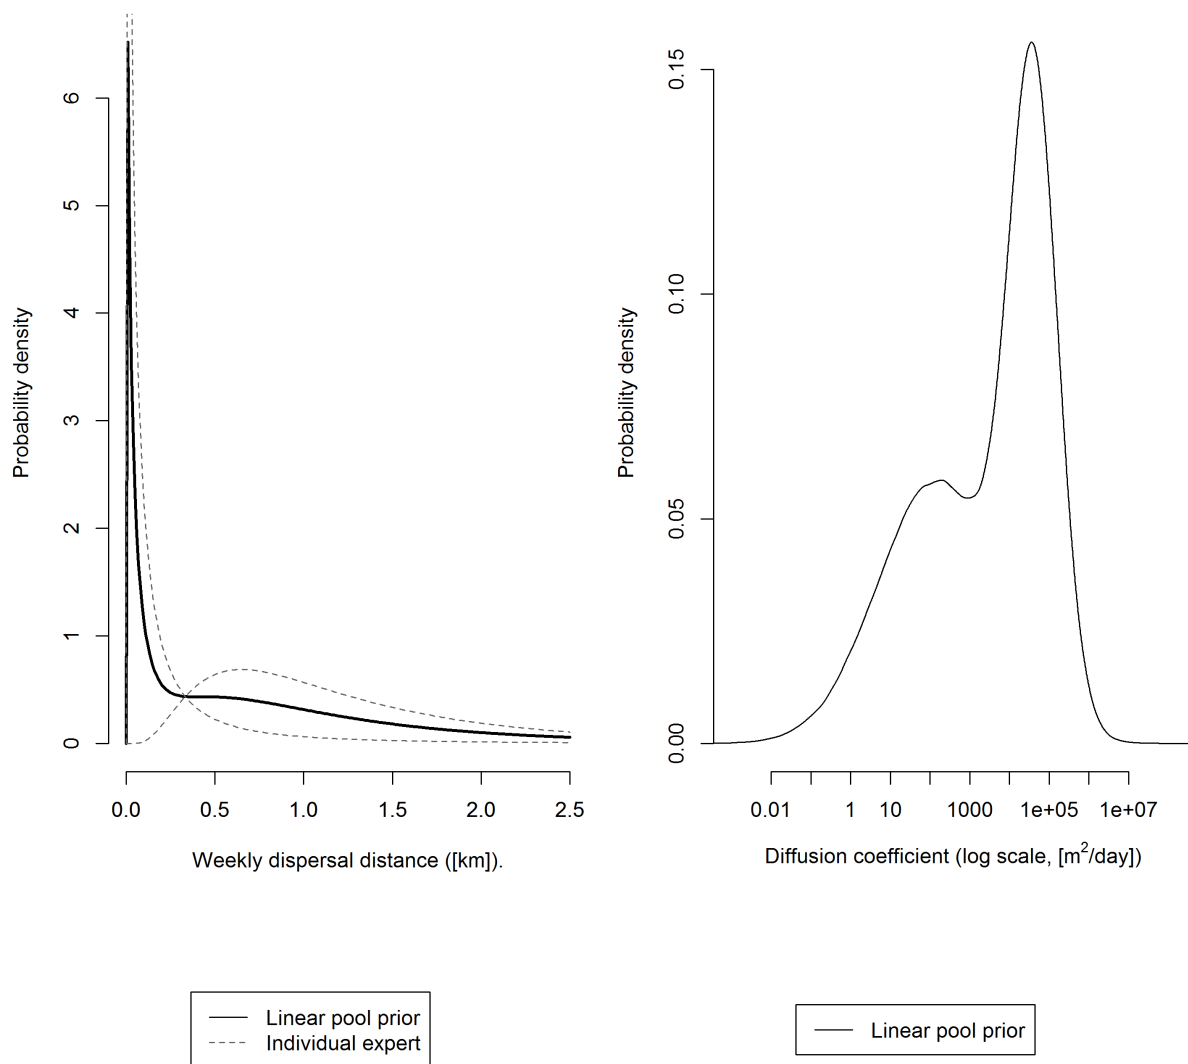 Probability density
6
5
4
3
2
1
0
0.0 0.5 1.0 1.5 2.0 2.5
Weekly dispersal distance ([km]).
Linear pool prior
Individual expert
Probability density
0.15
0.10
0.05
0.00
0.01 1 10 1000 1e+05 1e+07
Diffusion coefficient (log scale, [m²/day])
Linear pool prior